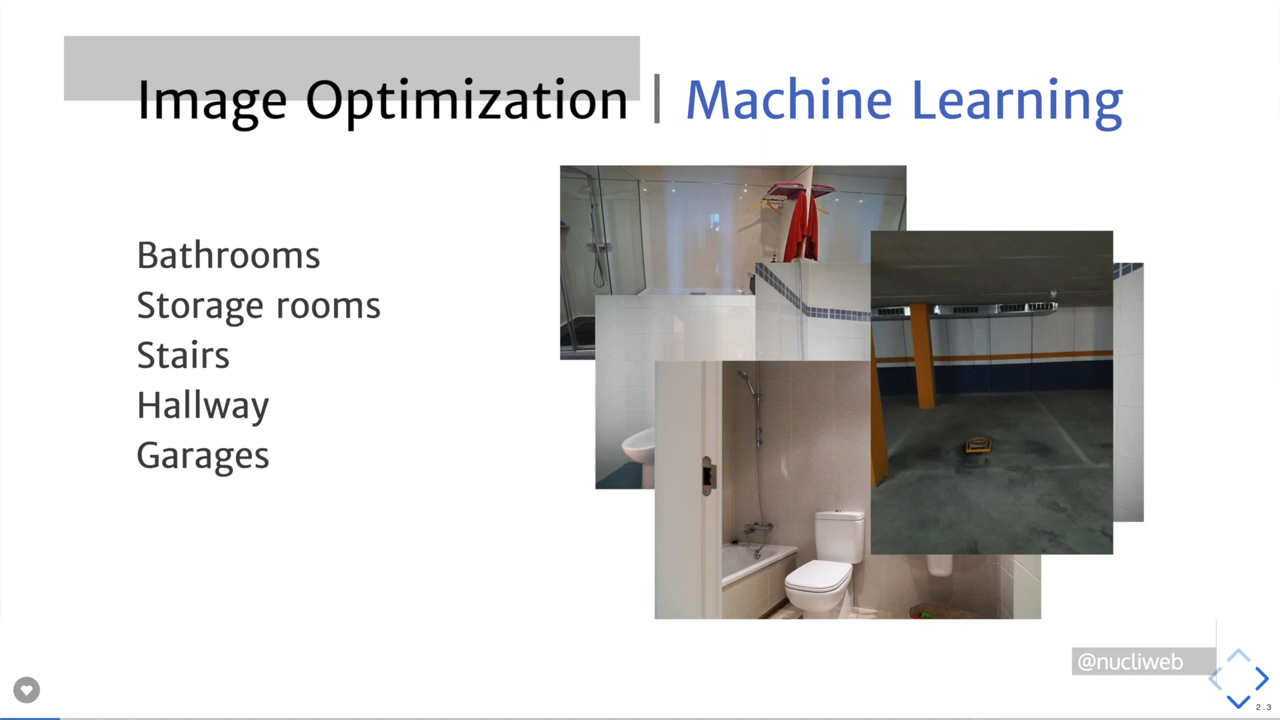 Image Optimization | Machine Learning
Bathrooms
Storage rooms
Stairs
Hallway
Garages
@nucliweb
2.3